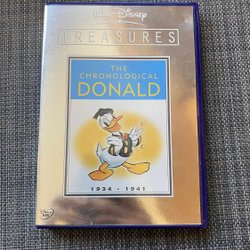 Walt Disney
TREASURES
THE
CHRONOLOGICAL
DONALD
1934 - 1941